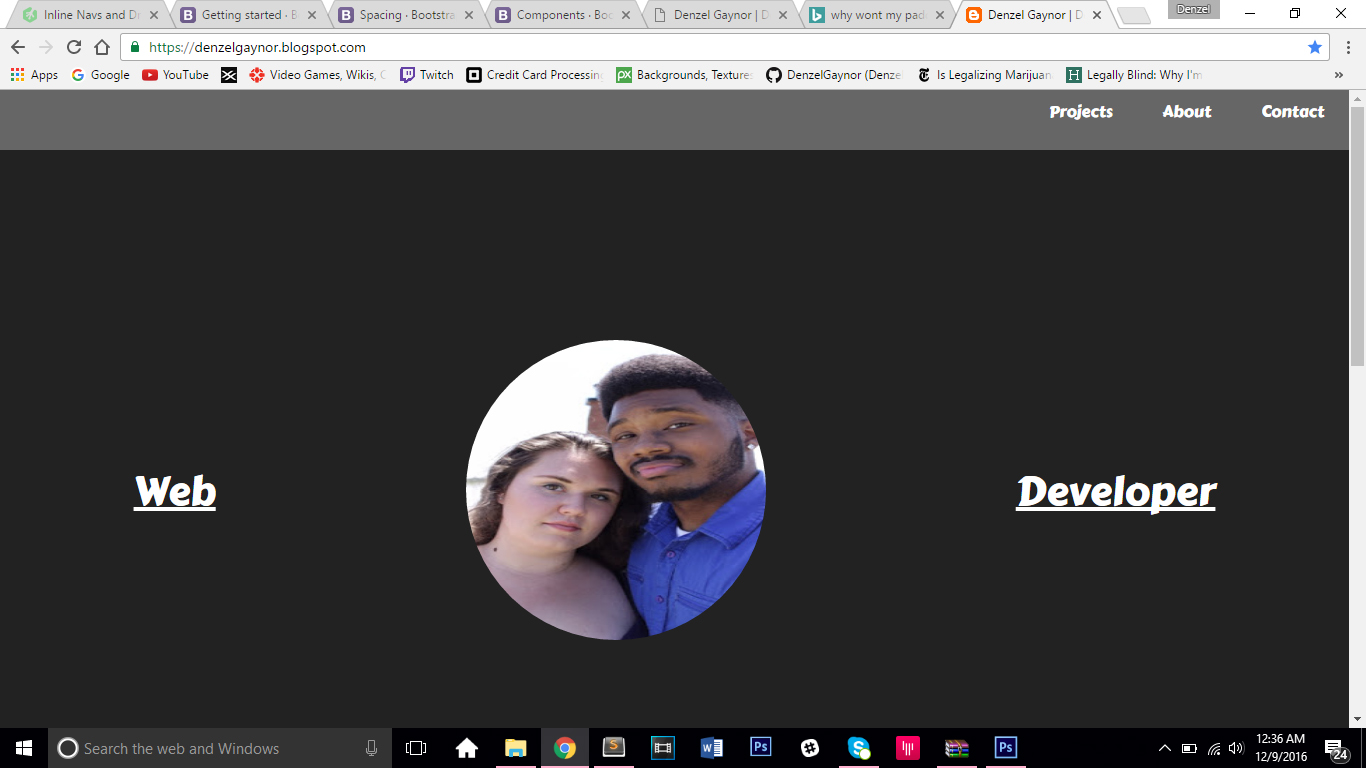 Inline Navs and Dr
Getting started · B
Spacing · Bootstra
Components · Boo
Denzel Gaynor | D
why wont my pad
Denzel Gaynor | D
Denzel
https://denzelgaynor.blogspot.com
Apps
Google
YouTube
Video Games, Wikis, C
Twitch
Credit Card Processing
Backgrounds, Textures
DenzelGaynor (Denze
Is Legalizing Marijuan
Legally Blind: Why I'm
Projects About Contact
Web
Developer
Search the web and Windows
12:36 AM
12/9/2016
24